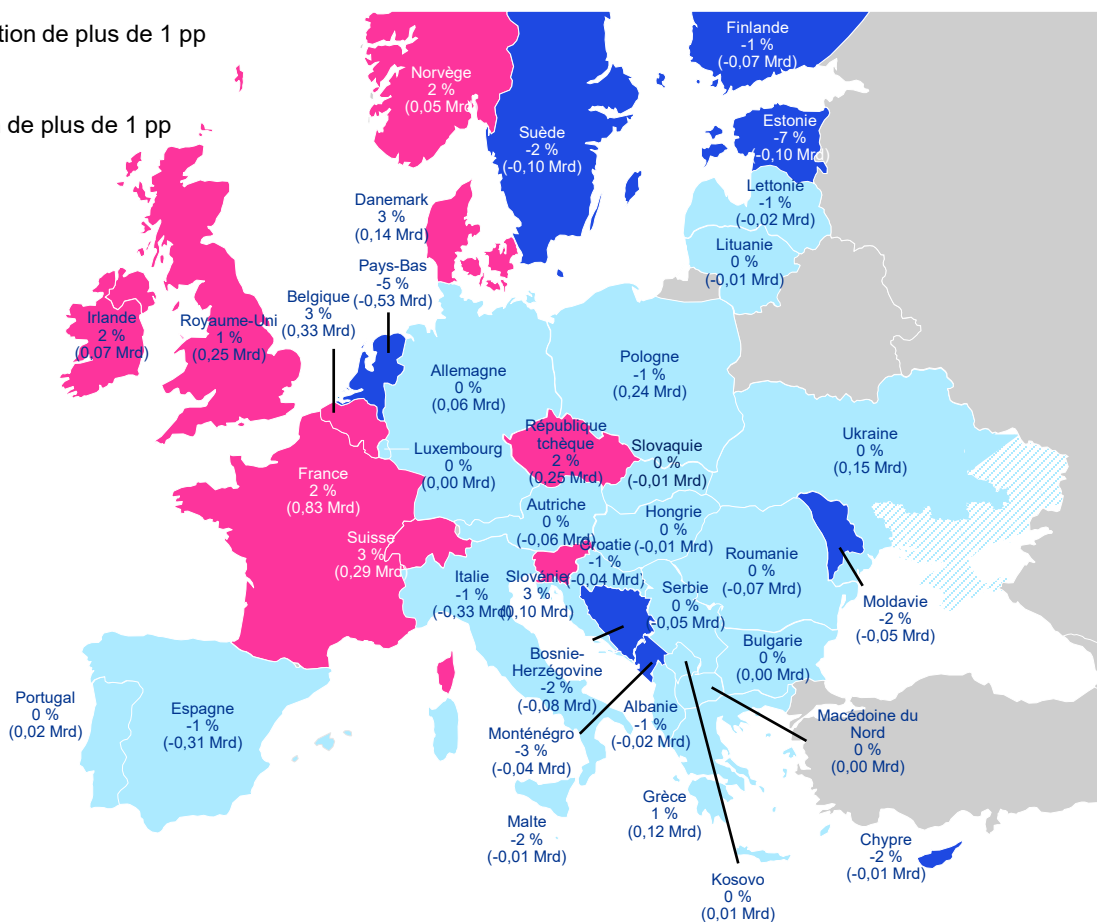 tion de plus de 1 pp
de plus de 1 pp
Finlande
-1 %
(-0,07 Mrd)
Norvège
2 %
(0,05 Mrd)
Suède
-2 %
(-0,10 Mrd)
Estonie
-7 %
(-0,10 Mrd)
Lettonie
-1 %
(-0,02 Mrd)
Lituanie
0 %
(-0,01 Mrd)
Danemark
3 %
(0,14 Mrd)
Pays-Bas
-5 %
(-0,53 Mrd)
Belgique
3 %
(0,33 Mrd)
Irlande
2 %
(0,07 Mrd)
Royaume-Uni
1 %
(0,25 Mrd)
Allemagne
0 %
(0,06 Mrd)
Pologne
-1 %
(0,24 Mrd)
République
tchèque
2 %
(0,25 Mrd)
Slovaquie
0 %
(-0,01 Mrd)
Ukraine
0 %
(0,15 Mrd)
Luxembourg
0 %
(0,00 Mrd)
France
2 %
(0,83 Mrd)
Autriche
0 %
(-0,06 Mrd)
Hongrie
0 %
(-0,01 Mrd)
Suisse
3 %
(0,29 Mrd)
Croatie
-1 %
(-0,04 Mrd)
Roumanie
0 %
(-0,07 Mrd)
Italie
-1 %
(-0,33 Mrd)
Slovénie
3 %
(0,10 Mrd)
Serbie
0 %
(-0,05 Mrd)
Moldavie
-2 %
(-0,05 Mrd)
Bosnie-
Herzégovine
-2 %
(-0,08 Mrd)
Bulgarie
0 %
(0,00 Mrd)
Portugal
0 %
(0,02 Mrd)
Espagne
-1 %
(-0,31 Mrd)
Albanie
-1 %
(-0,02 Mrd)
Macédoine du
Nord
0 %
(0,00 Mrd)
Monténégro
-3 %
(-0,04 Mrd)
Grèce
1 %
(0,12 Mrd)
Malte
-2 %
(-0,01 Mrd)
Chypre
-2 %
(-0,01 Mrd)
Kosovo
0 %
(0,01 Mrd)